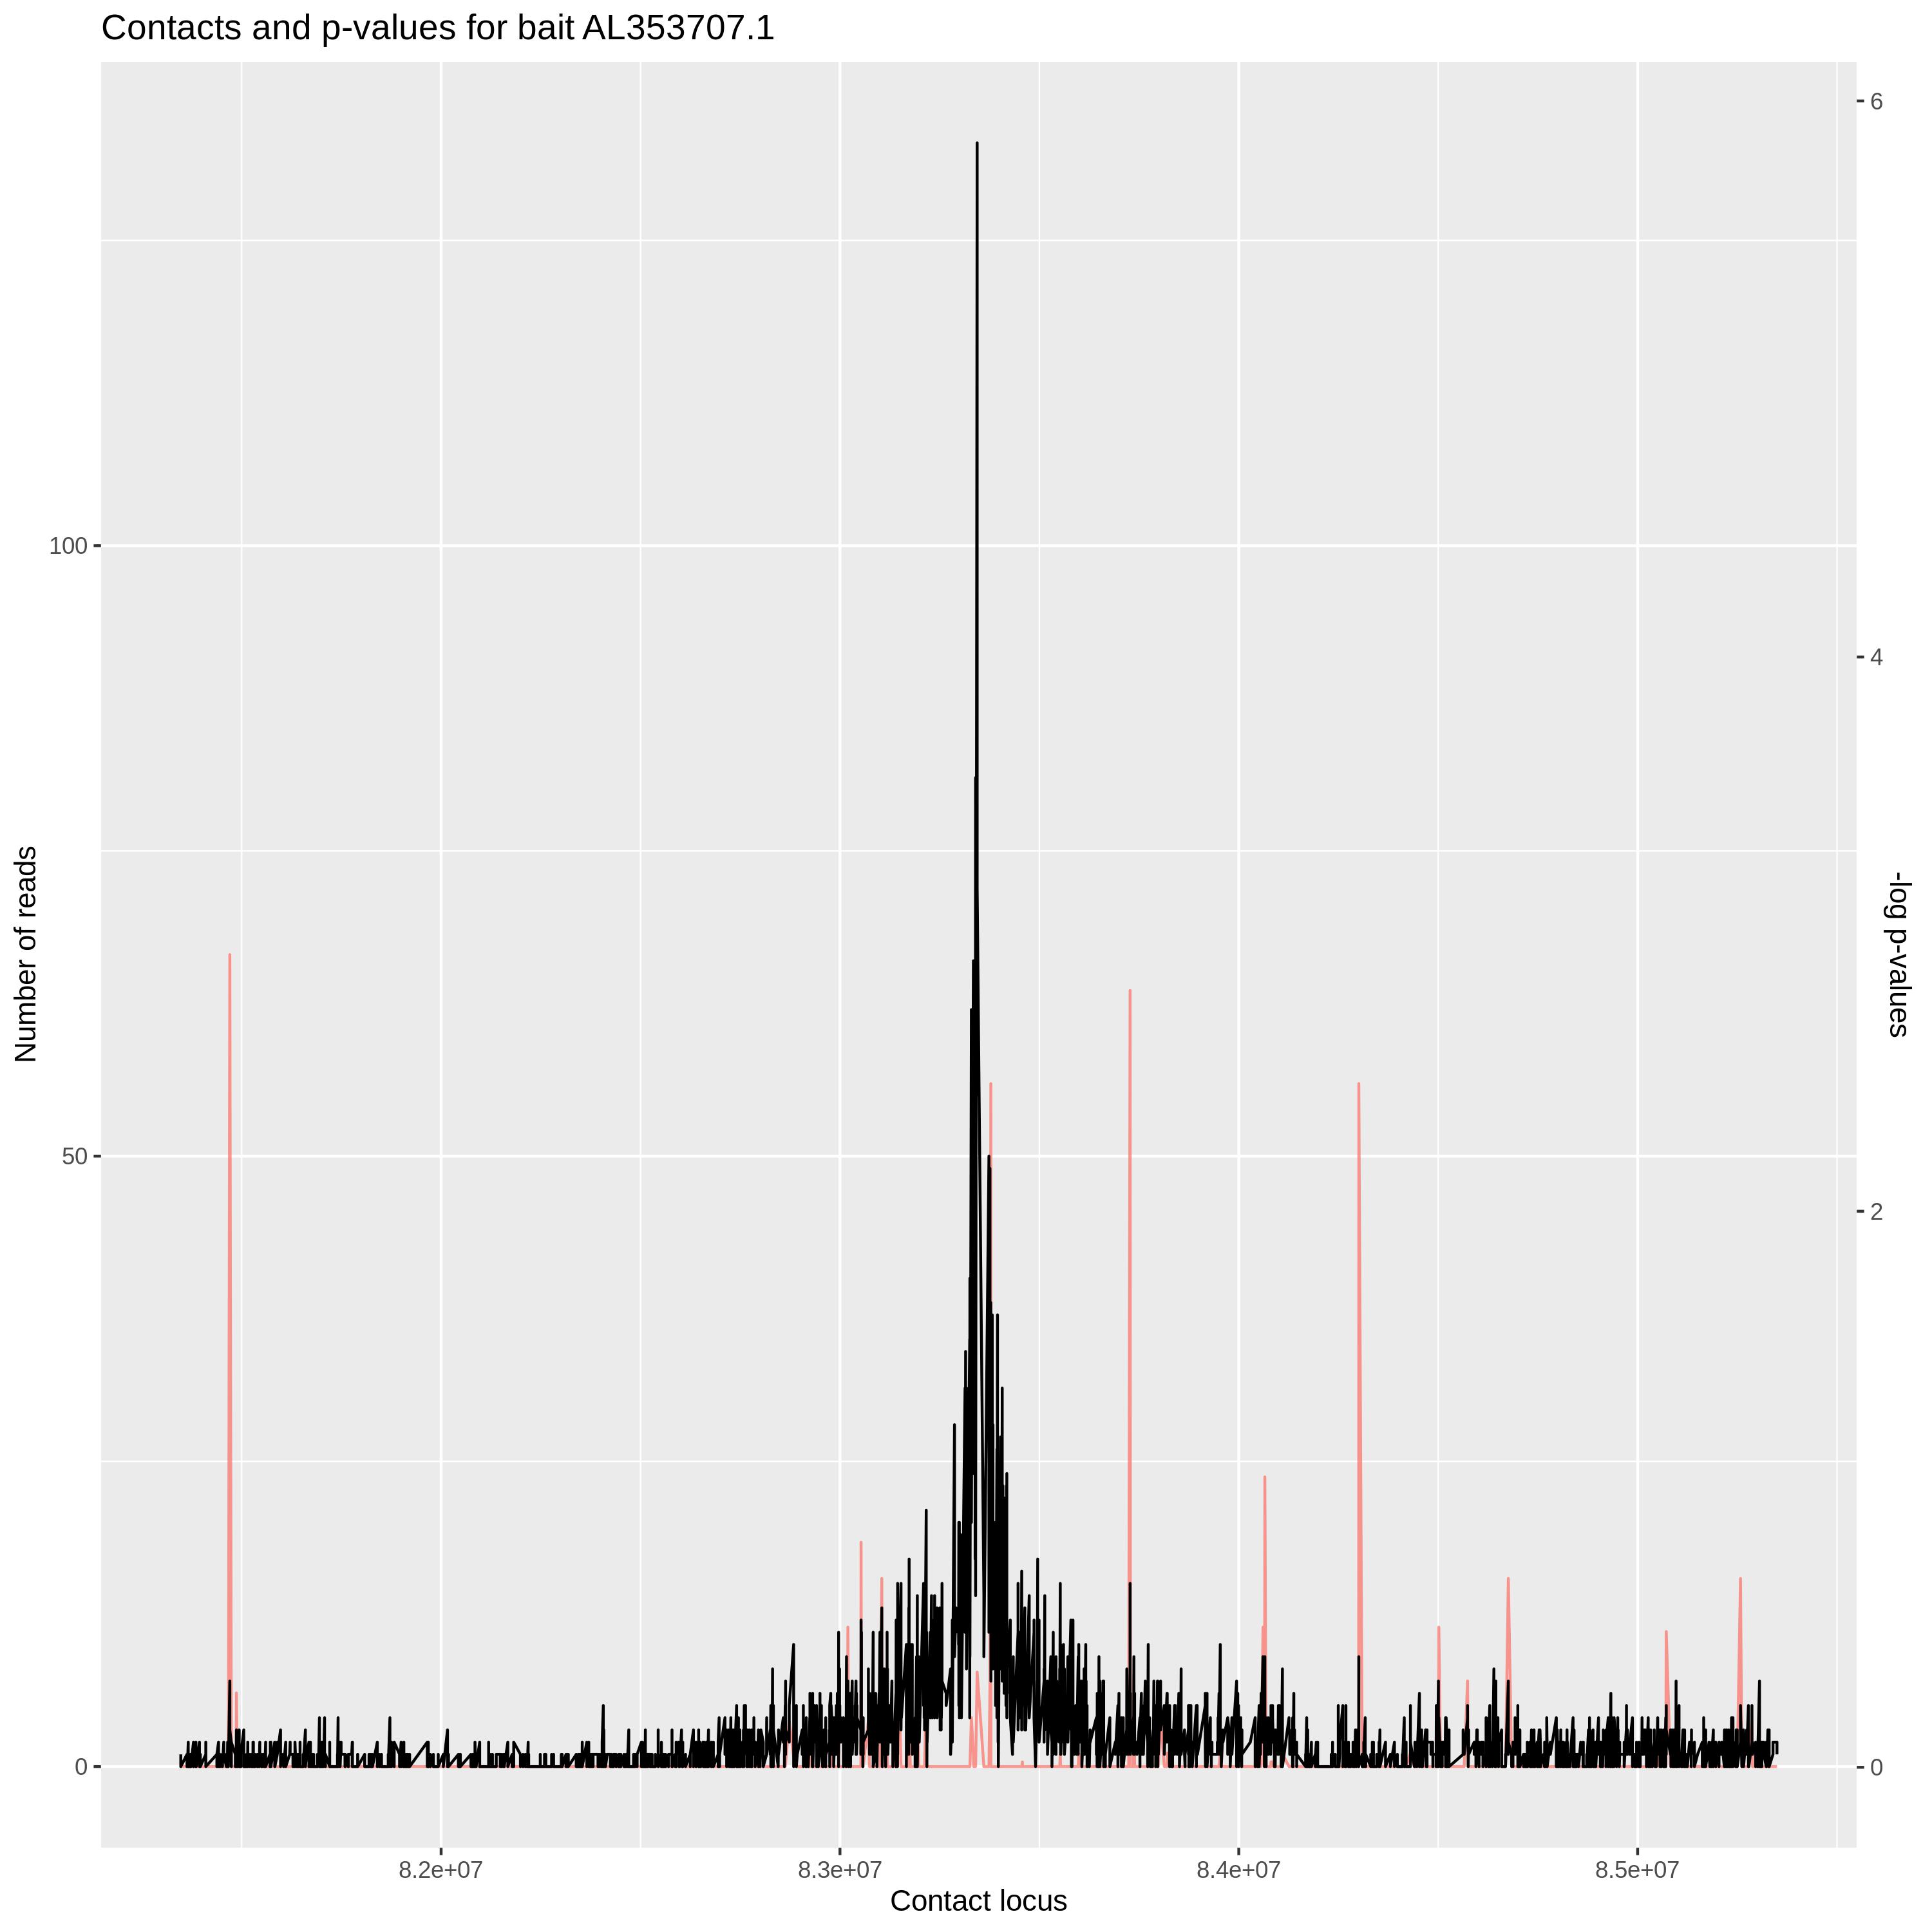 Contacts and p-values for bait AL353707.1
6
100
4
Number of reads
-log p-values
50
2
0
0
8.2e+07
8.3e+07
8.4e+07
8.5e+07
Contact locus